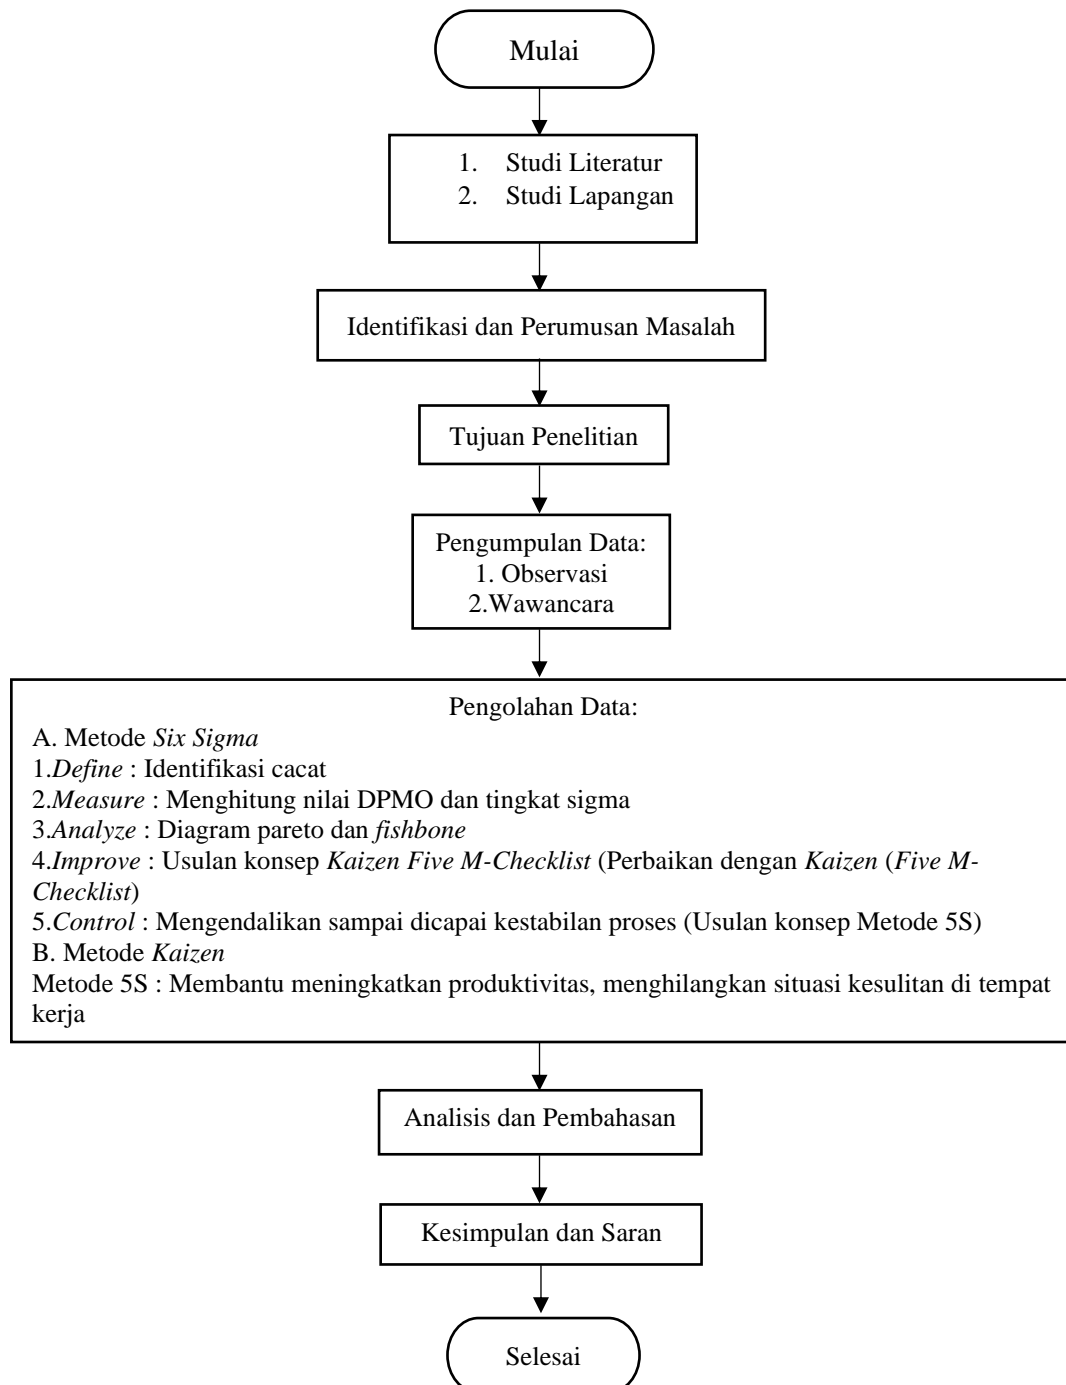 Mulai
1. Studi Literatur
2. Studi Lapangan
Identifikasi dan Perumusan Masalah
Tujuan Penelitian
Pengumpulan Data:
1. Observasi
2.Wawancara
Pengolahan Data:
A. Metode Six Sigma
1.Define : Identifikasi cacat
2.Measure : Menghitung nilai DPMO dan tingkat sigma
3.Analyze : Diagram pareto dan fishbone
4.Improve : Usulan konsep Kaizen Five M-Checklist (Perbaikan dengan Kaizen (Five M-
Checklist)
5.Control : Mengendalikan sampai dicapai kestabilan proses (Usulan konsep Metode 5S)
B. Metode Kaizen
Metode 5S : Membantu meningkatkan produktivitas, menghilangkan situasi kesulitan di tempat
kerja
Analisis dan Pembahasan
Kesimpulan dan Saran
Selesai